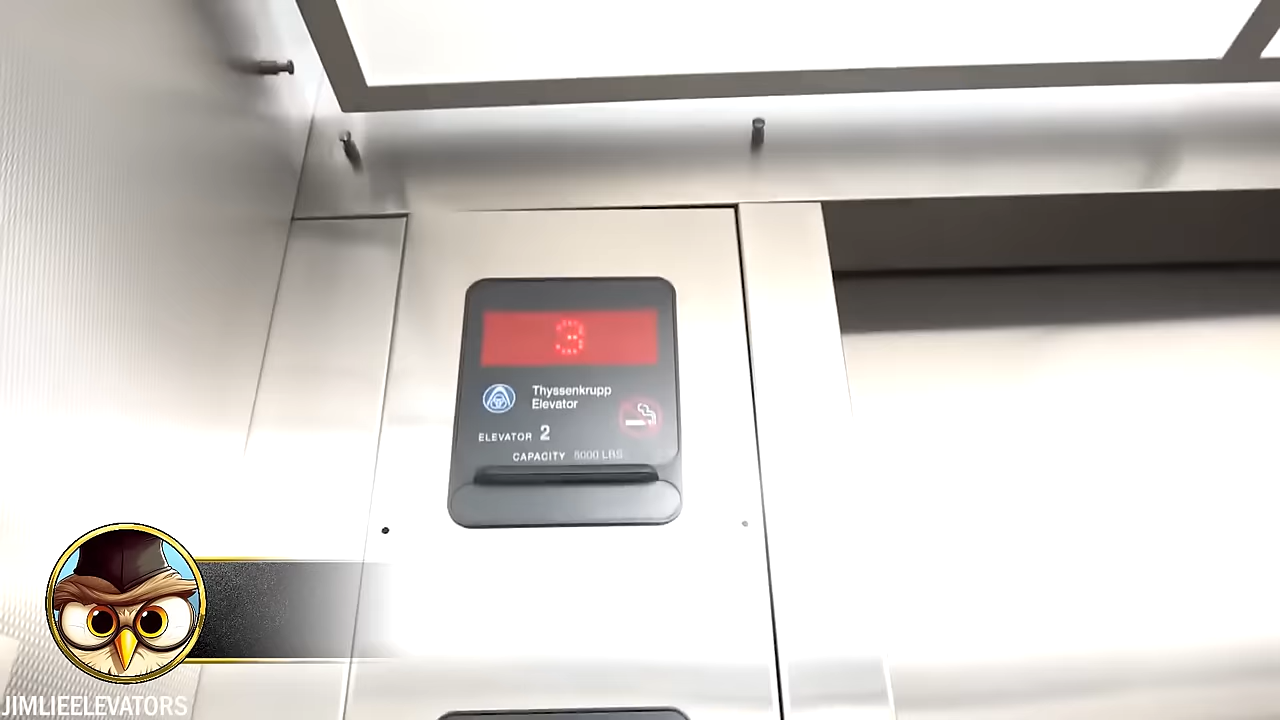 3
Thyssenkrupp
Elevator
ELEVATOR 2
CAPACITY 5000 LBS
JIMLIEELEVATORS